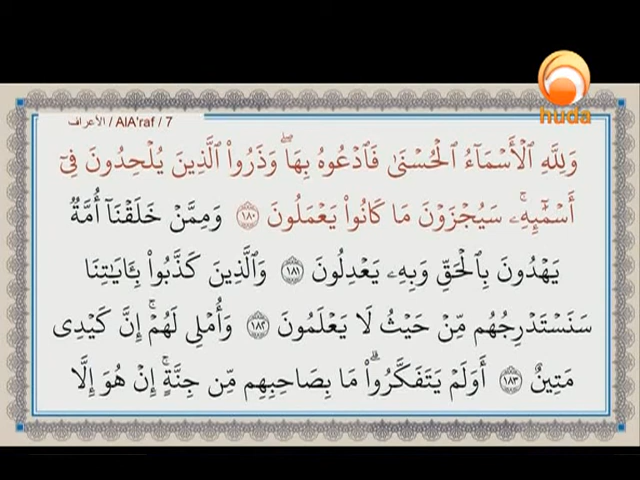 huda
الأعراف / AlA'raf / 7
وَلِلَّهِ ٱلْأَسْمَآءُ ٱلْحُسْنَىٰ فَٱدْعُوهُ بِهَا ۖ وَذَرُوا۟ ٱلَّذِينَ يُلْحِدُونَ فِىٓ
أَسْمَـٰٓئِهِۦ ۚ سَيُجْزَوْنَ مَا كَانُوا۟ يَعْمَلُونَ ١٨٠ وَمِمَّنْ خَلَقْنَآ أُمَّةٌ
يَهْدُونَ بِٱلْحَقِّ وَبِهِۦ يَعْدِلُونَ ١٨١ وَٱلَّذِينَ كَذَّبُوا۟ بِـَٔايَـٰتِنَا
سَنَسْتَدْرِجُهُم مِّنْ حَيْثُ لَا يَعْلَمُونَ ١٨٢ وَأُمْلِى لَهُمْ ۚ إِنَّ كَيْدِى
مَتِينٌ ١٨٣ أَوَلَمْ يَتَفَكَّرُوا۟ ۗ مَا بِصَاحِبِهِم مِّن جِنَّةٍ ۚ إِنْ هُوَ إِلَّا